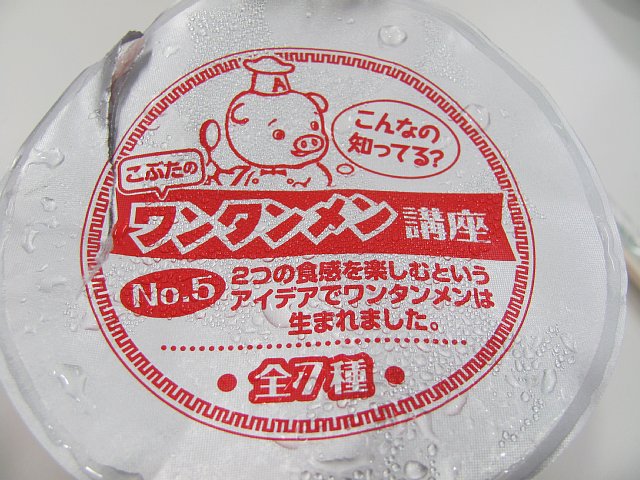 こんなの
知ってる?
こぶたの
ワンタンメン講座
No.5
2つの食感を楽しむという
アイデアでワンタンメンは
生まれました。
全7種